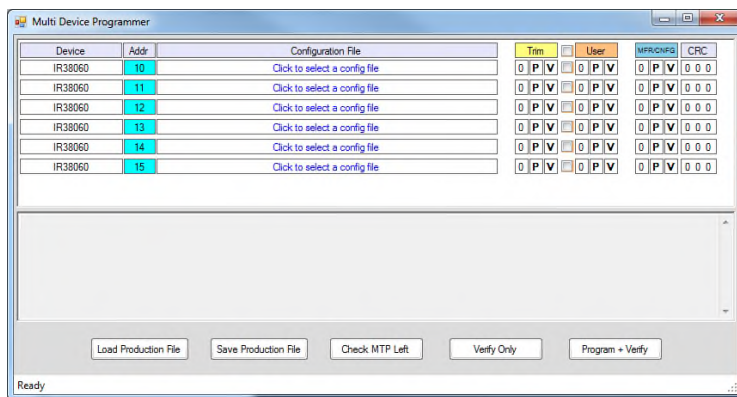 Multi Device Programmer
Device Addr Configuration File Trim User MFR/CNFG CRC
IR38060 10 Click to select a config file 0 P V 0 P V 0 P V 0 0 0
IR38060 11 Click to select a config file 0 P V 0 P V 0 P V 0 0 0
IR38060 12 Click to select a config file 0 P V 0 P V 0 P V 0 0 0
IR38060 13 Click to select a config file 0 P V 0 P V 0 P V 0 0 0
IR38060 14 Click to select a config file 0 P V 0 P V 0 P V 0 0 0
IR38060 15 Click to select a config file 0 P V 0 P V 0 P V 0 0 0
Load Production File Save Production File Check MTP Left Verify Only Program + Verify
Ready